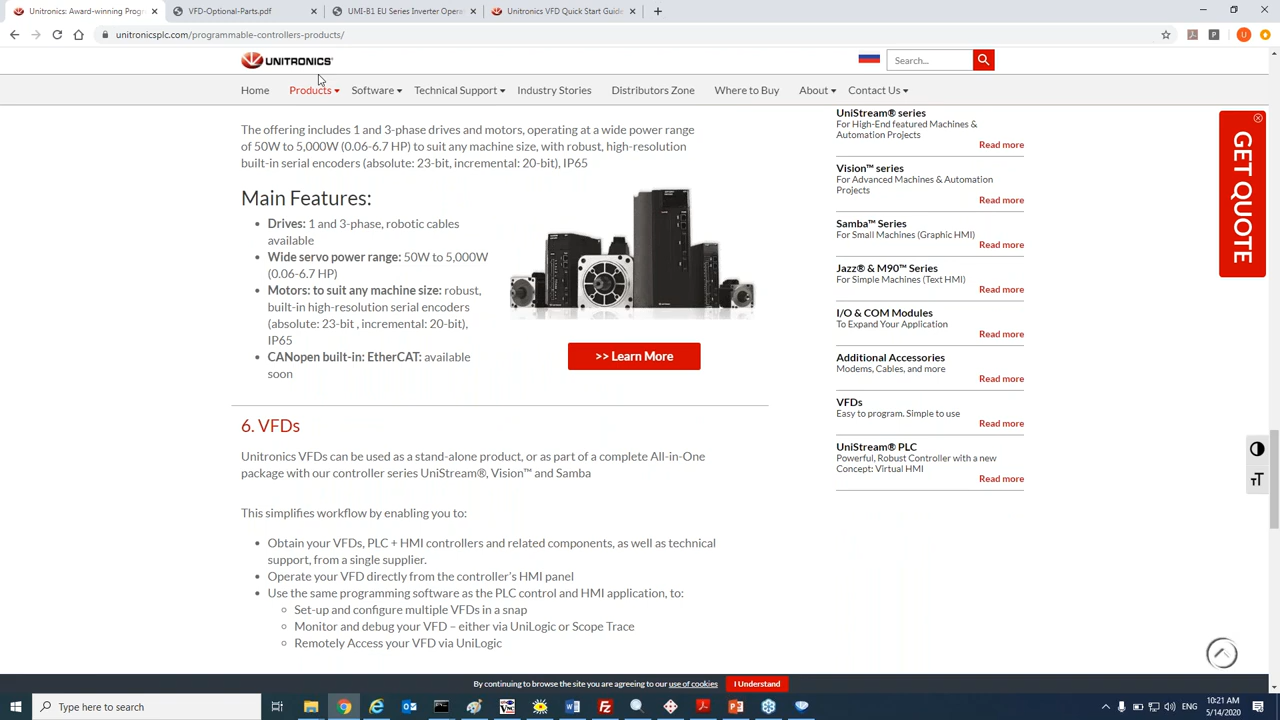 Unitronics: Award-winning Prog
VFD-Optional-Parts.pdf
UMI-B1 EU Series Inverter Opera
Unitronics VFD Quick Start Guide
unitronicsplc.com/programmable-controllers-products/
UNITRONICS
Search...
Home Products Software Technical Support Industry Stories Distributors Zone Where to Buy About Contact Us
The offering includes 1 and 3-phase drives and motors, operating at a wide power range
of 50W to 5,000W (0.06-6.7 HP) to suit any machine size, with robust, high-resolution
built-in serial encoders (absolute: 23-bit, incremental: 20-bit), IP65
Main Features:
• Drives: 1 and 3-phase, robotic cables
available
• Wide servo power range: 50W to 5,000W
(0.06-6.7 HP)
• Motors: to suit any machine size: robust,
built-in high-resolution serial encoders
(absolute: 23-bit , incremental: 20-bit),
IP65
• CANopen built-in: EtherCAT: available
soon
>> Learn More
6. VFDs
Unitronics VFDs can be used as a stand-alone product, or as part of a complete All-in-One
package with our controller series UniStream®, Vision™ and Samba
This simplifies workflow by enabling you to:
• Obtain your VFDs, PLC + HMI controllers and related components, as well as technical
support, from a single supplier.
• Operate your VFD directly from the controller's HMI panel
• Use the same programming software as the PLC control and HMI application, to:
Set-up and configure multiple VFDs in a snap
Monitor and debug your VFD – either via UniLogic or Scope Trace
Remotely Access your VFD via UniLogic
UniStream® series
For High-End featured Machines &
Automation Projects
Read more
Vision™ series
For Advanced Machines & Automation
Projects
Read more
Samba™ Series
For Small Machines (Graphic HMI)
Read more
Jazz® & M90™ Series
For Simple Machines (Text HMI)
Read more
I/O & COM Modules
To Expand Your Application
Read more
Additional Accessories
Modems, Cables, and more
Read more
VFDs
Easy to program. Simple to use
Read more
UniStream® PLC
Powerful, Robust Controller with a new
Concept: Virtual HMI
Read more
GET QUOTE
By continuing to browse the site you are agreeing to our use of cookies I Understand
Type here to search
ENG
10:21 AM
5/14/2020